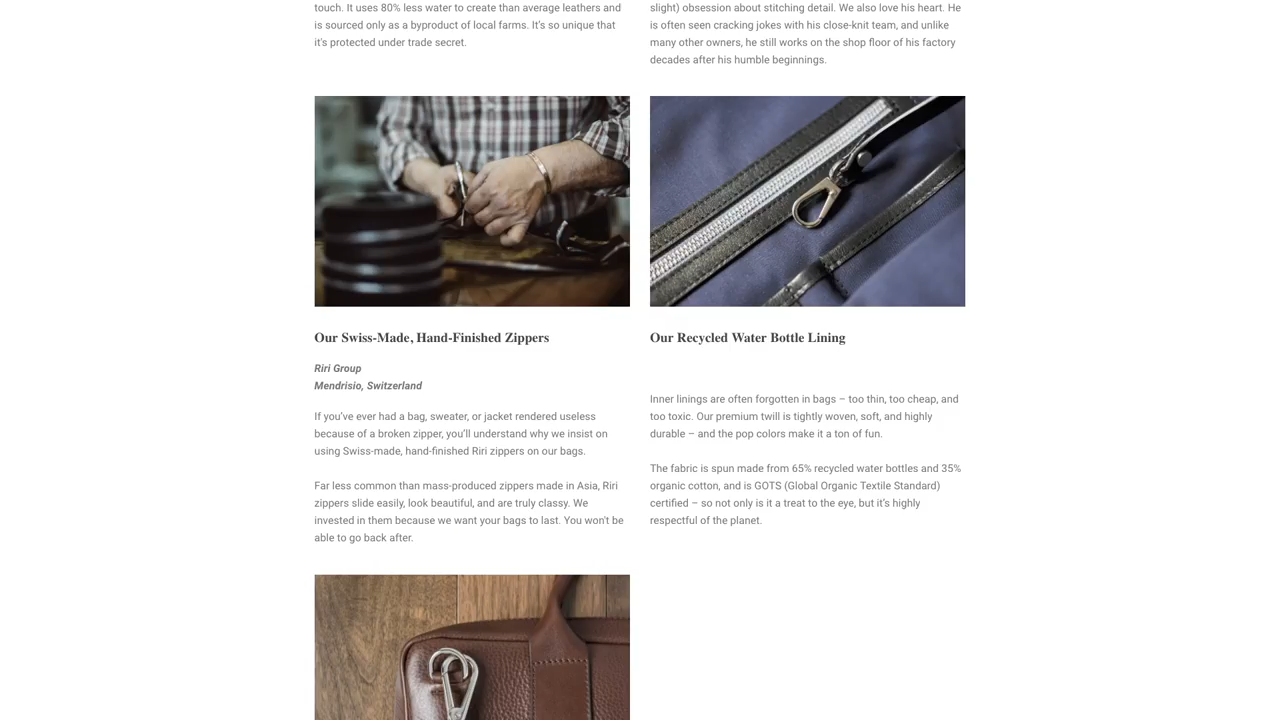 touch. It uses 80% less water to create than average leathers and
is sourced only as a byproduct of local farms. It's so unique that
it's protected under trade secret.
slight) obsession about stitching detail. We also love his heart. He
is often seen cracking jokes with his close-knit team, and unlike
many other owners, he still works on the shop floor of his factory
decades after his humble beginnings.
Our Swiss-Made, Hand-Finished Zippers
Riri Group
Mendrisio, Switzerland
If you've ever had a bag, sweater, or jacket rendered useless
because of a broken zipper, you'll understand why we insist on
using Swiss-made, hand-finished Riri zippers on our bags.
Far less common than mass-produced zippers made in Asia, Riri
zippers slide easily, look beautiful, and are truly classy. We
invested in them because we want your bags to last. You won't be
able to go back after.
Our Recycled Water Bottle Lining
Inner linings are often forgotten in bags – too thin, too cheap, and
too toxic. Our premium twill is tightly woven, soft, and highly
durable – and the pop colors make it a ton of fun.
The fabric is spun made from 65% recycled water bottles and 35%
organic cotton, and is GOTS (Global Organic Textile Standard)
certified – so not only is it a treat to the eye, but it's highly
respectful of the planet.